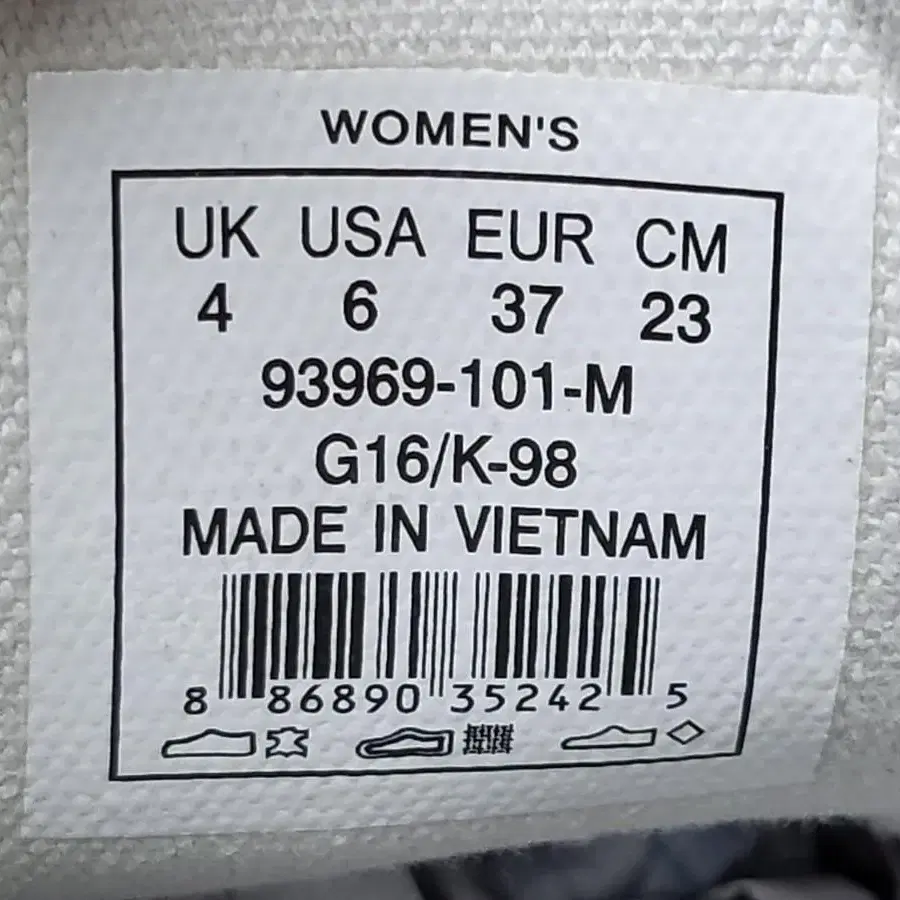 WOMEN'S
UK USA EUR CM
4 6 37 23
93969-101-M
G16/K-98
MADE IN VIETNAM
8 86890 35242 5